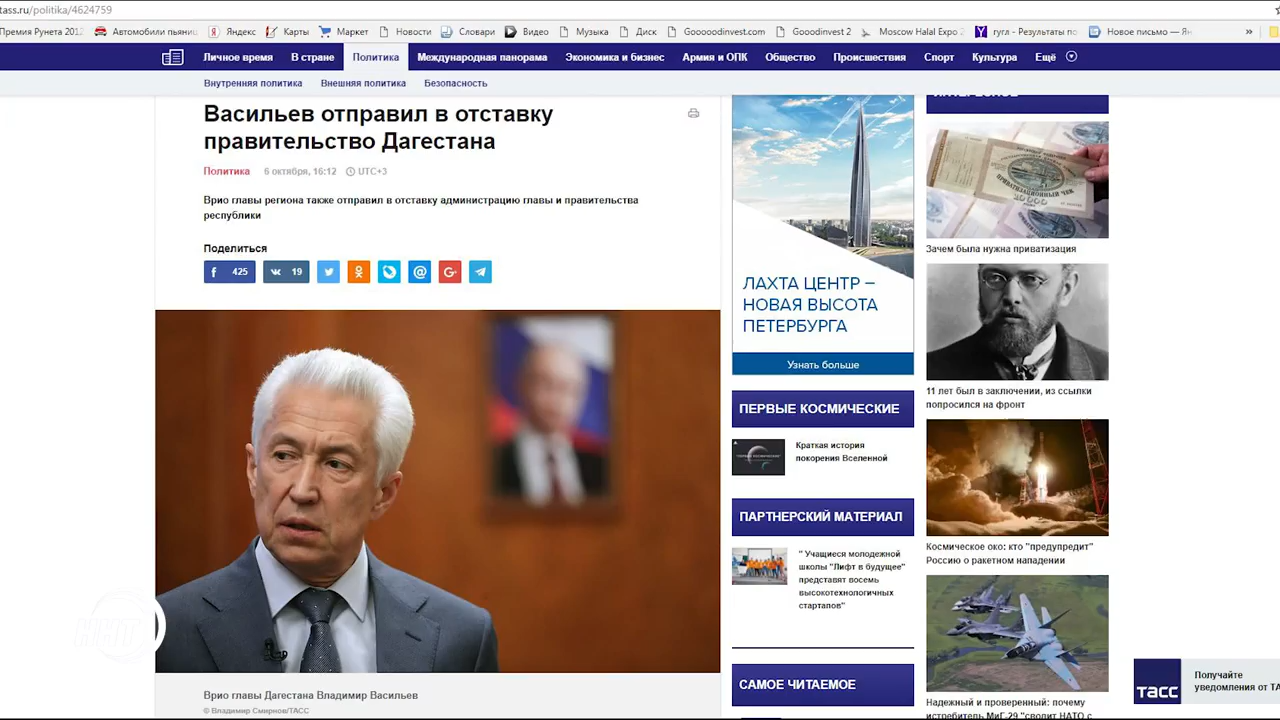 tass.ru/politika/4624759
Премия Рунета 2012
Автомобили пьяниц
Яндекс
Карты
Маркет
Новости
Словари
Видео
Музыка
Диск
Gooooodinvest.com
Gooodinvest 2
Moscow Halal Expo 2
гугл - Результаты по
Новое письмо — Ян
»
Личное время
В стране
Политика
Международная панорама
Экономика и бизнес
Армия и ОПК
Общество
Происшествия
Спорт
Культура
Ещё
Внутренняя политика
Внешняя политика
Безопасность
Васильев отправил в отставку
правительство Дагестана
Политика 6 октября, 16:12 UTC+3
Врио главы региона также отправил в отставку администрацию главы и правительства
республики
Поделиться
425
19
Врио главы Дагестана Владимир Васильев
© Владимир Смирнов/ТАСС
ЛАХТА ЦЕНТР –
НОВАЯ ВЫСОТА
ПЕТЕРБУРГА
Узнать больше
ПЕРВЫЕ КОСМИЧЕСКИЕ
Краткая история
покорения Вселенной
ПАРТНЕРСКИЙ МАТЕРИАЛ
" Учащиеся молодежной
школы "Лифт в будущее"
представят восемь
высокотехнологичных
стартапов"
САМОЕ ЧИТАЕМОЕ
ПРИВАТИЗАЦИОННЫЙ ЧЕК
10000
Зачем была нужна приватизация
11 лет был в заключении, из ссылки
попросился на фронт
Космическое око: кто "предупредит"
Россию о ракетном нападении
Надежный и проверенный: почему
истребитель МиГ-29 "сводил НАТО с
ТАСС
Получайте
уведомления от ТА